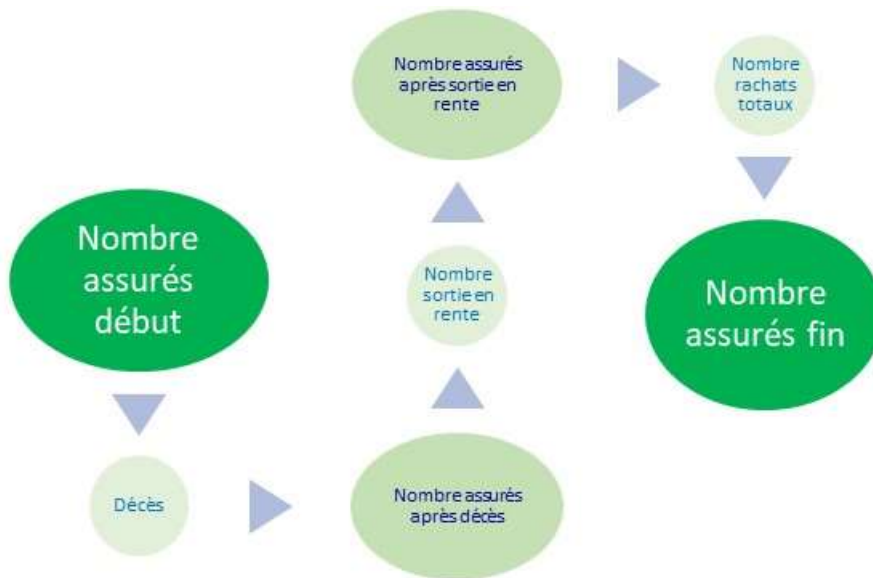 Nombre
assurés
début
Décès
Nombre assurés
après décès
Nombre
sortie en
rente
Nombre assurés
après sortie en
rente
Nombre
rachats
totaux
Nombre
assurés fin